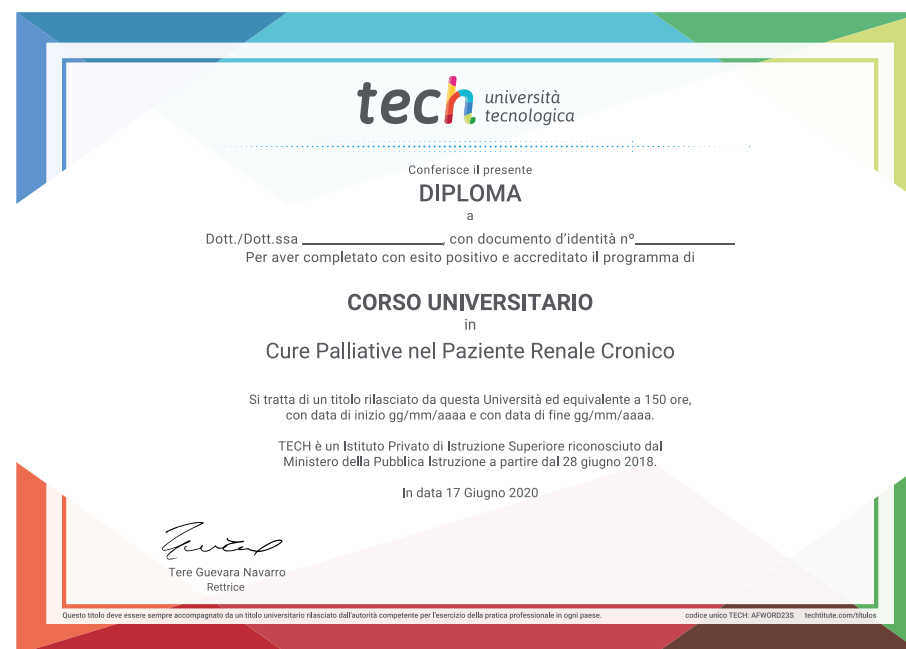 tech università
tecnologica
Conferisce il presente
DIPLOMA
a
Dott./Dott.ssa ____________________, con documento d'identità nº______________
Per aver completato con esito positivo e accreditato il programma di
CORSO UNIVERSITARIO
in
Cure Palliative nel Paziente Renale Cronico
Si tratta di un titolo rilasciato da questa Università ed equivalente a 150 ore,
con data di inizio gg/mm/aaaa e con data di fine gg/mm/aaaa.
TECH è un Istituto Privato di Istruzione Superiore riconosciuto dal
Ministero della Pubblica Istruzione a partire dal 28 giugno 2018.
In data 17 Giugno 2020
Tere Guevara Navarro
Rettrice
Questo titolo deve essere sempre accompagnato da un titolo universitario rilasciato dall'autorità competente per l'esercizio della pratica professionale in ogni paese. codice unico TECH: AFWORD23S techtitute.com/titulos